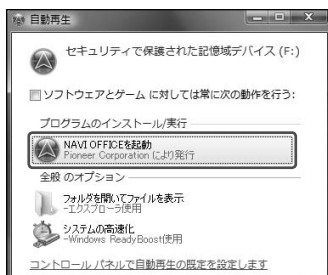 自動再生
セキュリティで保護された記憶域デバイス (F:)
ソフトウェアとゲーム に対しては常に次の動作を行う:
プログラムのインストール/実行
NAVI OFFICEを起動
Pioneer Corporation により発行
全般 のオプション
フォルダを開いてファイルを表示
-エクスプローラ使用
システムの高速化
-Windows ReadyBoost使用
コントロール パネルで自動再生の既定を設定します